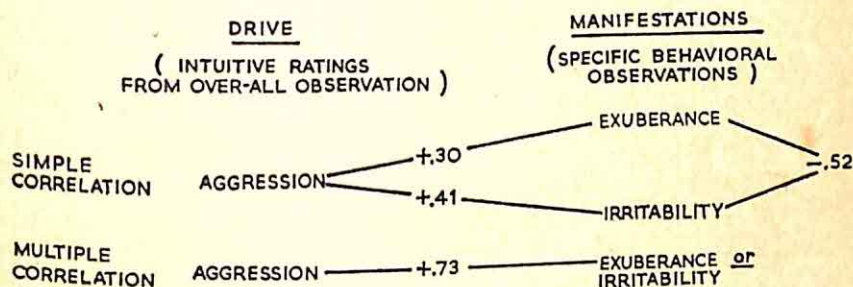 DRIVE
( INTUITIVE RATINGS
FROM OVER-ALL OBSERVATION )
MANIFESTATIONS
(SPECIFIC BEHAVIORAL
OBSERVATIONS )
SIMPLE
CORRELATION
AGGRESSION
+.30
+.41
EXUBERANCE
IRRITABILITY
-.52
MULTIPLE
CORRELATION
AGGRESSION
+.73
EXUBERANCE or
IRRITABILITY